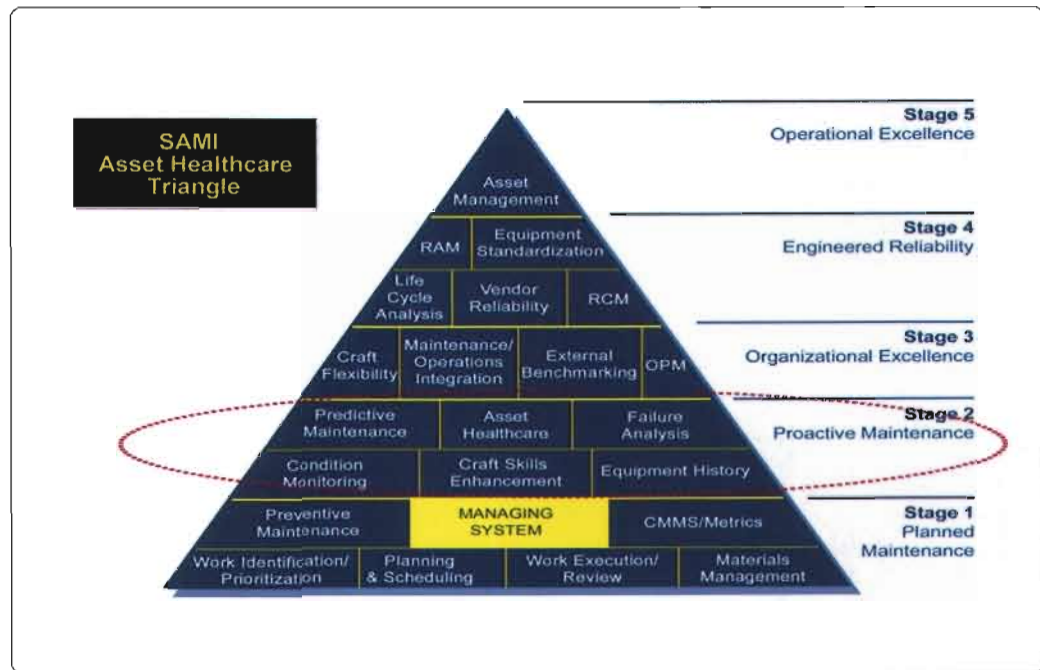 SAMI
Asset Healthcare
Triangle
Stage 5
Operational Excellence
Asset
Management
Stage 4
Engineered Reliability
RAM
Equipment
Standardization
Life
Cycle
Analysis
Vendor
Reliability
RCM
Stage 3
Organizational Excellence
Craft
Flexibility
Maintenance/
Operations
Integration
External
Benchmarking
OPM
Stage 2
Proactive Maintenance
Predictive
Maintenance
Asset
Healthcare
Failure
Analysis
Condition
Monitoring
Craft Skills
Enhancement
Equipment History
Stage 1
Planned
Maintenance
Preventive
Maintenance
MANAGING
SYSTEM
CMMS/Metrics
Work Identification/
Prioritization
Planning
& Scheduling
Work Execution/
Review
Materials
Management